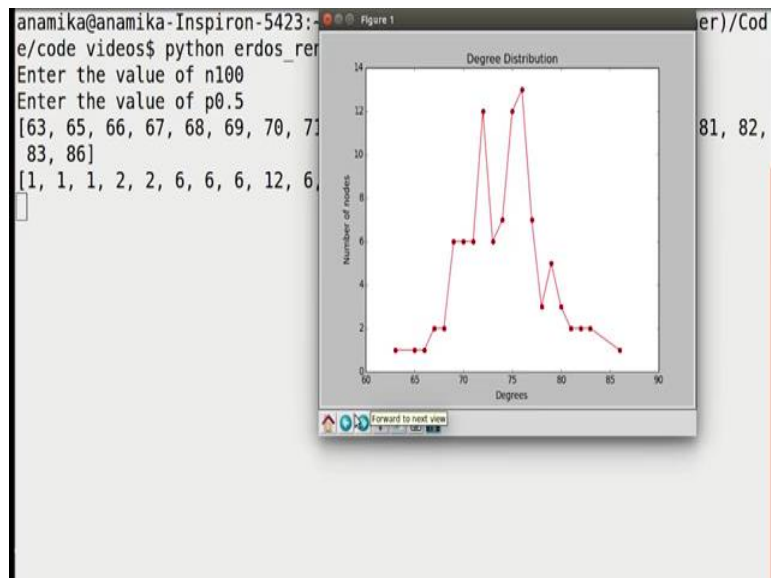 anamika@anamika-Inspiron-5423:~
er)/Cod
e/code videos$ python erdos_ren
Enter the value of n100
Enter the value of p0.5
[63, 65, 66, 67, 68, 69, 70, 71
81, 82,
83, 86]
[1, 1, 1, 2, 2, 6, 6, 6, 12, 6,
Figure 1
Degree Distribution
14
12
10
8
6
4
2
0
Number of nodes
60 65 70 75 80 85 90
Degrees
Forward to next view